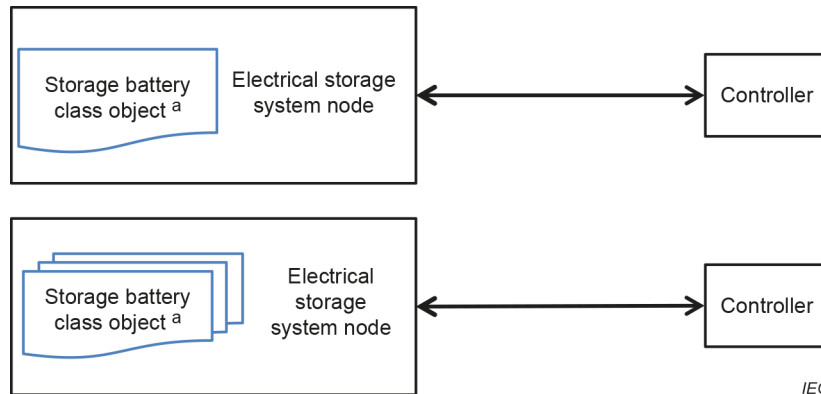 Storage battery
class object a
Electrical storage
system node
Controller
Storage battery
class object a
Electrical
storage
system node
Controller
IEC